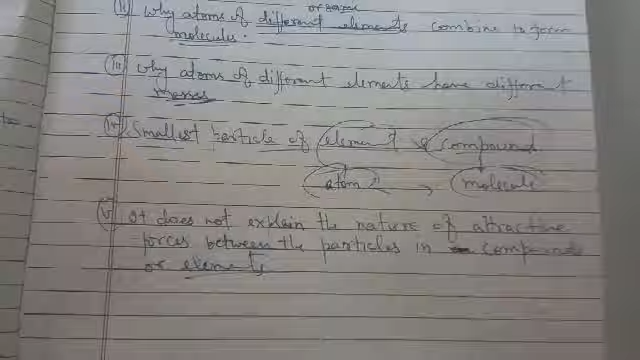 or same
(ii) Why atoms of different elements combine to form
molecules.
(iii) Why atoms of different elements have different
masses
(iv) Smallest particle of element & compound
atom → molecule
(v) It does not explain the nature of attractive
forces between the particles in compounds
or elements